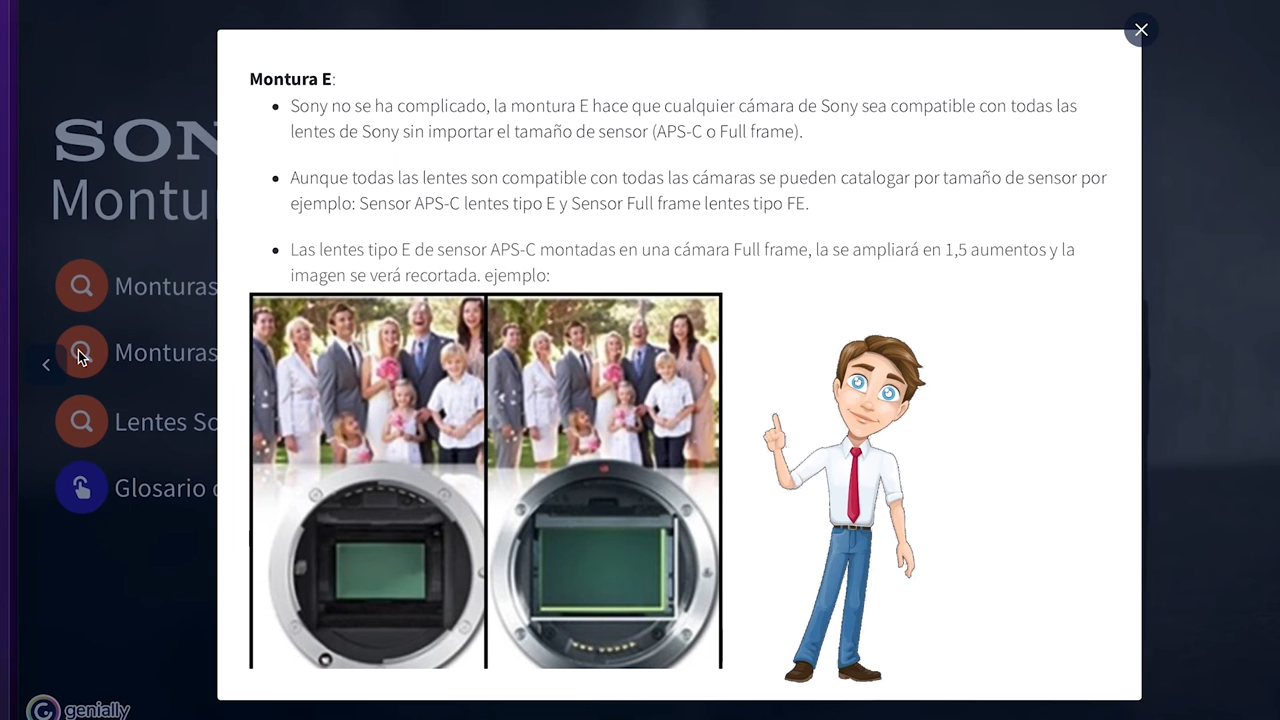 Montura E:
Sony no se ha complicado, la montura E hace que cualquier cámara de Sony sea compatible con todas las
lentes de Sony sin importar el tamaño de sensor (APS-C o Full frame).
Aunque todas las lentes son compatible con todas las cámaras se pueden catalogar por tamaño de sensor por
ejemplo: Sensor APS-C lentes tipo E y Sensor Full frame lentes tipo FE.
Las lentes tipo E de sensor APS-C montadas en una cámara Full frame, la se ampliará en 1,5 aumentos y la
imagen se verá recortada. ejemplo:
SON
Montu
Monturas
Monturas
Lentes So
Glosario
genially